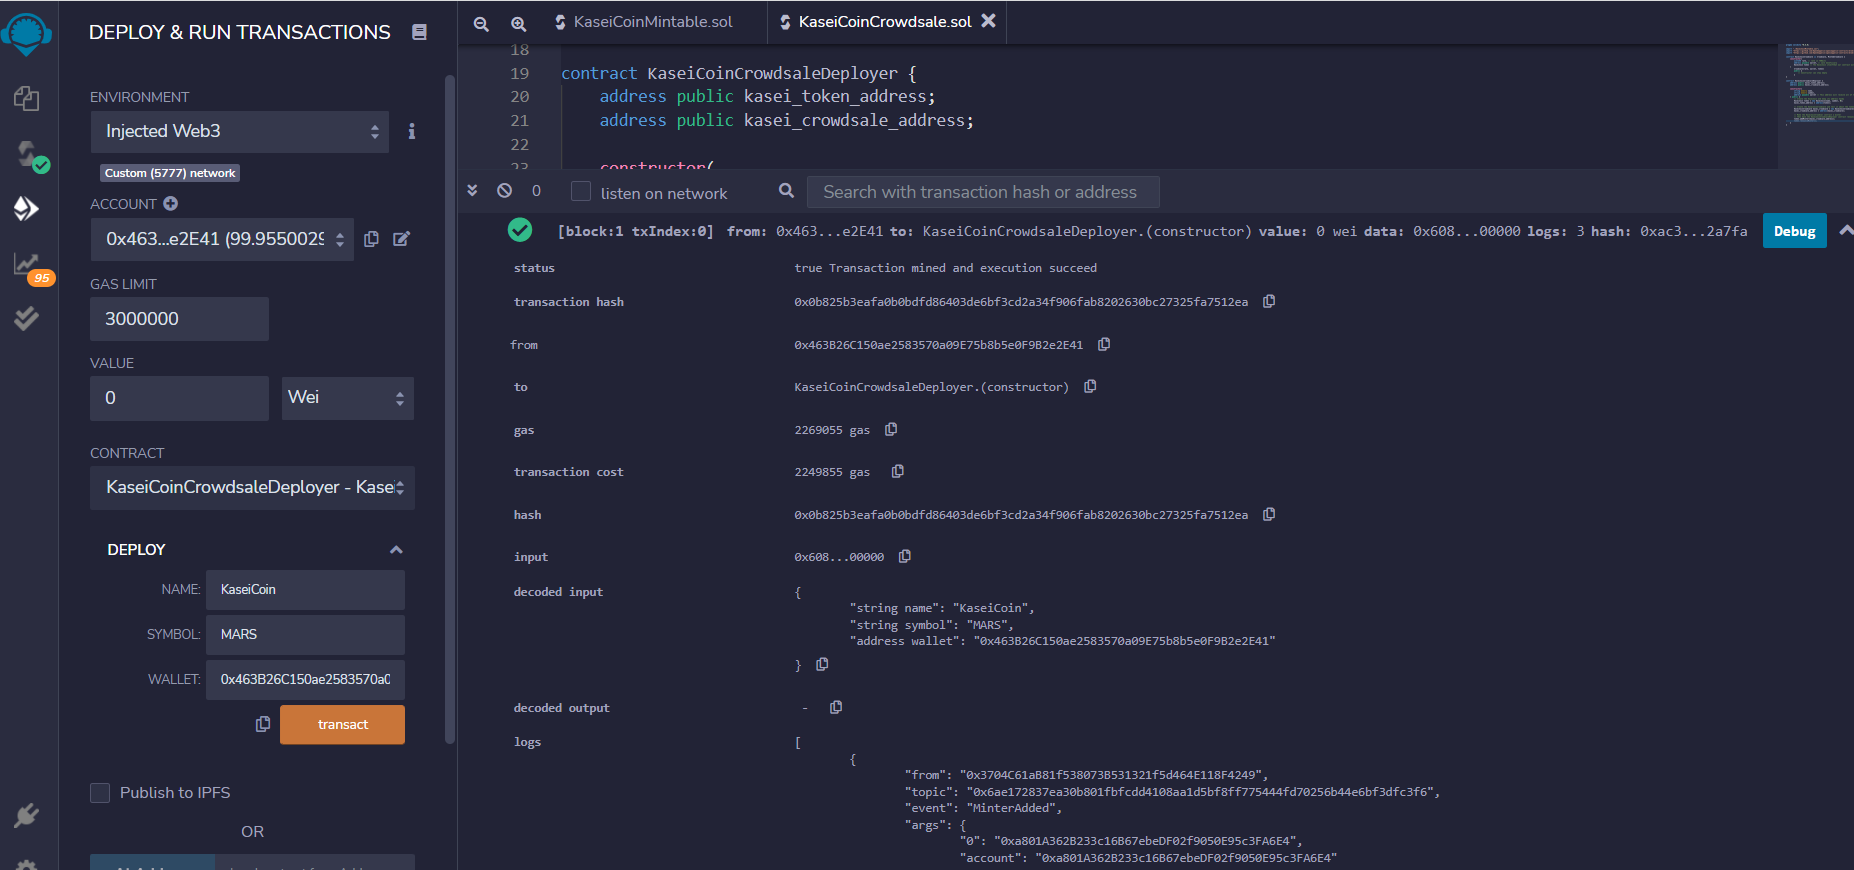 DEPLOY & RUN TRANSACTIONS
ENVIRONMENT
Injected Web3
Custom (5777) network
ACCOUNT
0x463...e2E41 (99.9550029
GAS LIMIT
3000000
VALUE
0
Wei
CONTRACT
KaseiCoinCrowdsaleDeployer - Kasei
DEPLOY
NAME: KaseiCoin
SYMBOL: MARS
WALLET: 0x463B26C150ae2583570a0
transact
Publish to IPFS
OR
95
KaseiCoinMintable.sol
KaseiCoinCrowdsale.sol
18
19 contract KaseiCoinCrowdsaleDeployer {
20 address public kasei_token_address;
21 address public kasei_crowdsale_address;
22
23 constructor(
0
listen on network
Search with transaction hash or address
[block:1 txIndex:0] from: 0x463...e2E41 to: KaseiCoinCrowdsaleDeployer.(constructor) value: 0 wei data: 0x608...00000 logs: 3 hash: 0xac3...2a7fa
Debug
status true Transaction mined and execution succeed
transaction hash 0x0b825b3eafa0b0bdfd86403de6bf3cd2a34f906fab8202630bc27325fa7512ea
from 0x463B26C150ae2583570a09E75b8b5e0F9B2e2E41
to KaseiCoinCrowdsaleDeployer.(constructor)
gas 2269055 gas
transaction cost 2249855 gas
hash 0x0b825b3eafa0b0bdfd86403de6bf3cd2a34f906fab8202630bc27325fa7512ea
input 0x608...00000
decoded input {
"string name": "KaseiCoin",
"string symbol": "MARS",
"address wallet": "0x463B26C150ae2583570a09E75b8b5e0F9B2e2E41"
}
decoded output -
logs [
{
"from": "0x3704C61aB81f538073B531321f5d464E118F4249",
"topic": "0x6ae172837ea30b801fbfcdd4108aa1d5bf8ff775444fd70256b44e6bf3dfc3f6",
"event": "MinterAdded",
"args": {
"0": "0xa801A362B233c16B67ebeDF02f9050E95c3FA6E4",
"account": "0xa801A362B233c16B67ebeDF02f9050E95c3FA6E4"